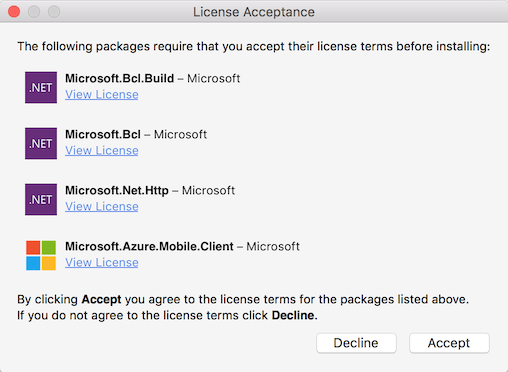 License Acceptance
The following packages require that you accept their license terms before installing:
.NET
Microsoft.Bcl.Build – Microsoft
View License
.NET
Microsoft.Bcl – Microsoft
View License
.NET
Microsoft.Net.Http – Microsoft
View License
Microsoft.Azure.Mobile.Client – Microsoft
View License
By clicking Accept you agree to the license terms for the packages listed above.
If you do not agree to the license terms click Decline.
Decline Accept